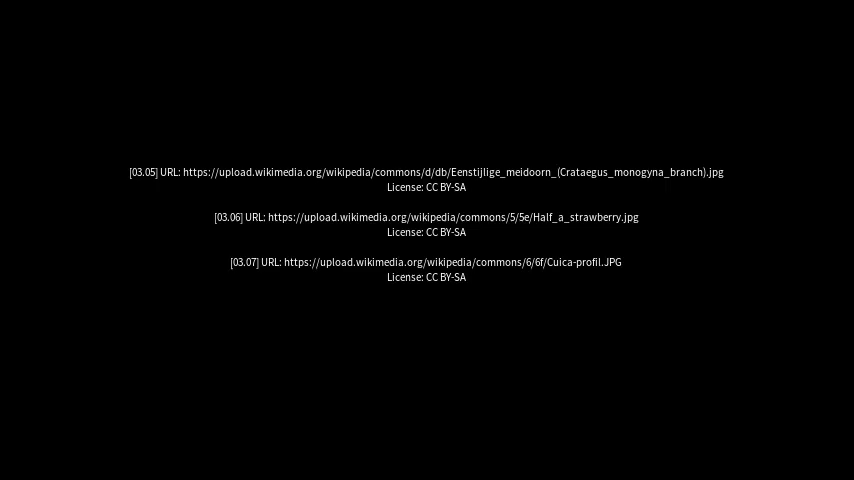 [03.05] URL: https://upload.wikimedia.org/wikipedia/commons/d/db/Eenstijlige_meidoorn_(Crataegus_monogyna_branch).jpg
License: CC BY-SA
[03.06] URL: https://upload.wikimedia.org/wikipedia/commons/5/5e/Half_a_strawberry.jpg
License: CC BY-SA
[03.07] URL: https://upload.wikimedia.org/wikipedia/commons/6/6f/Cuica-profil.JPG
License: CC BY-SA